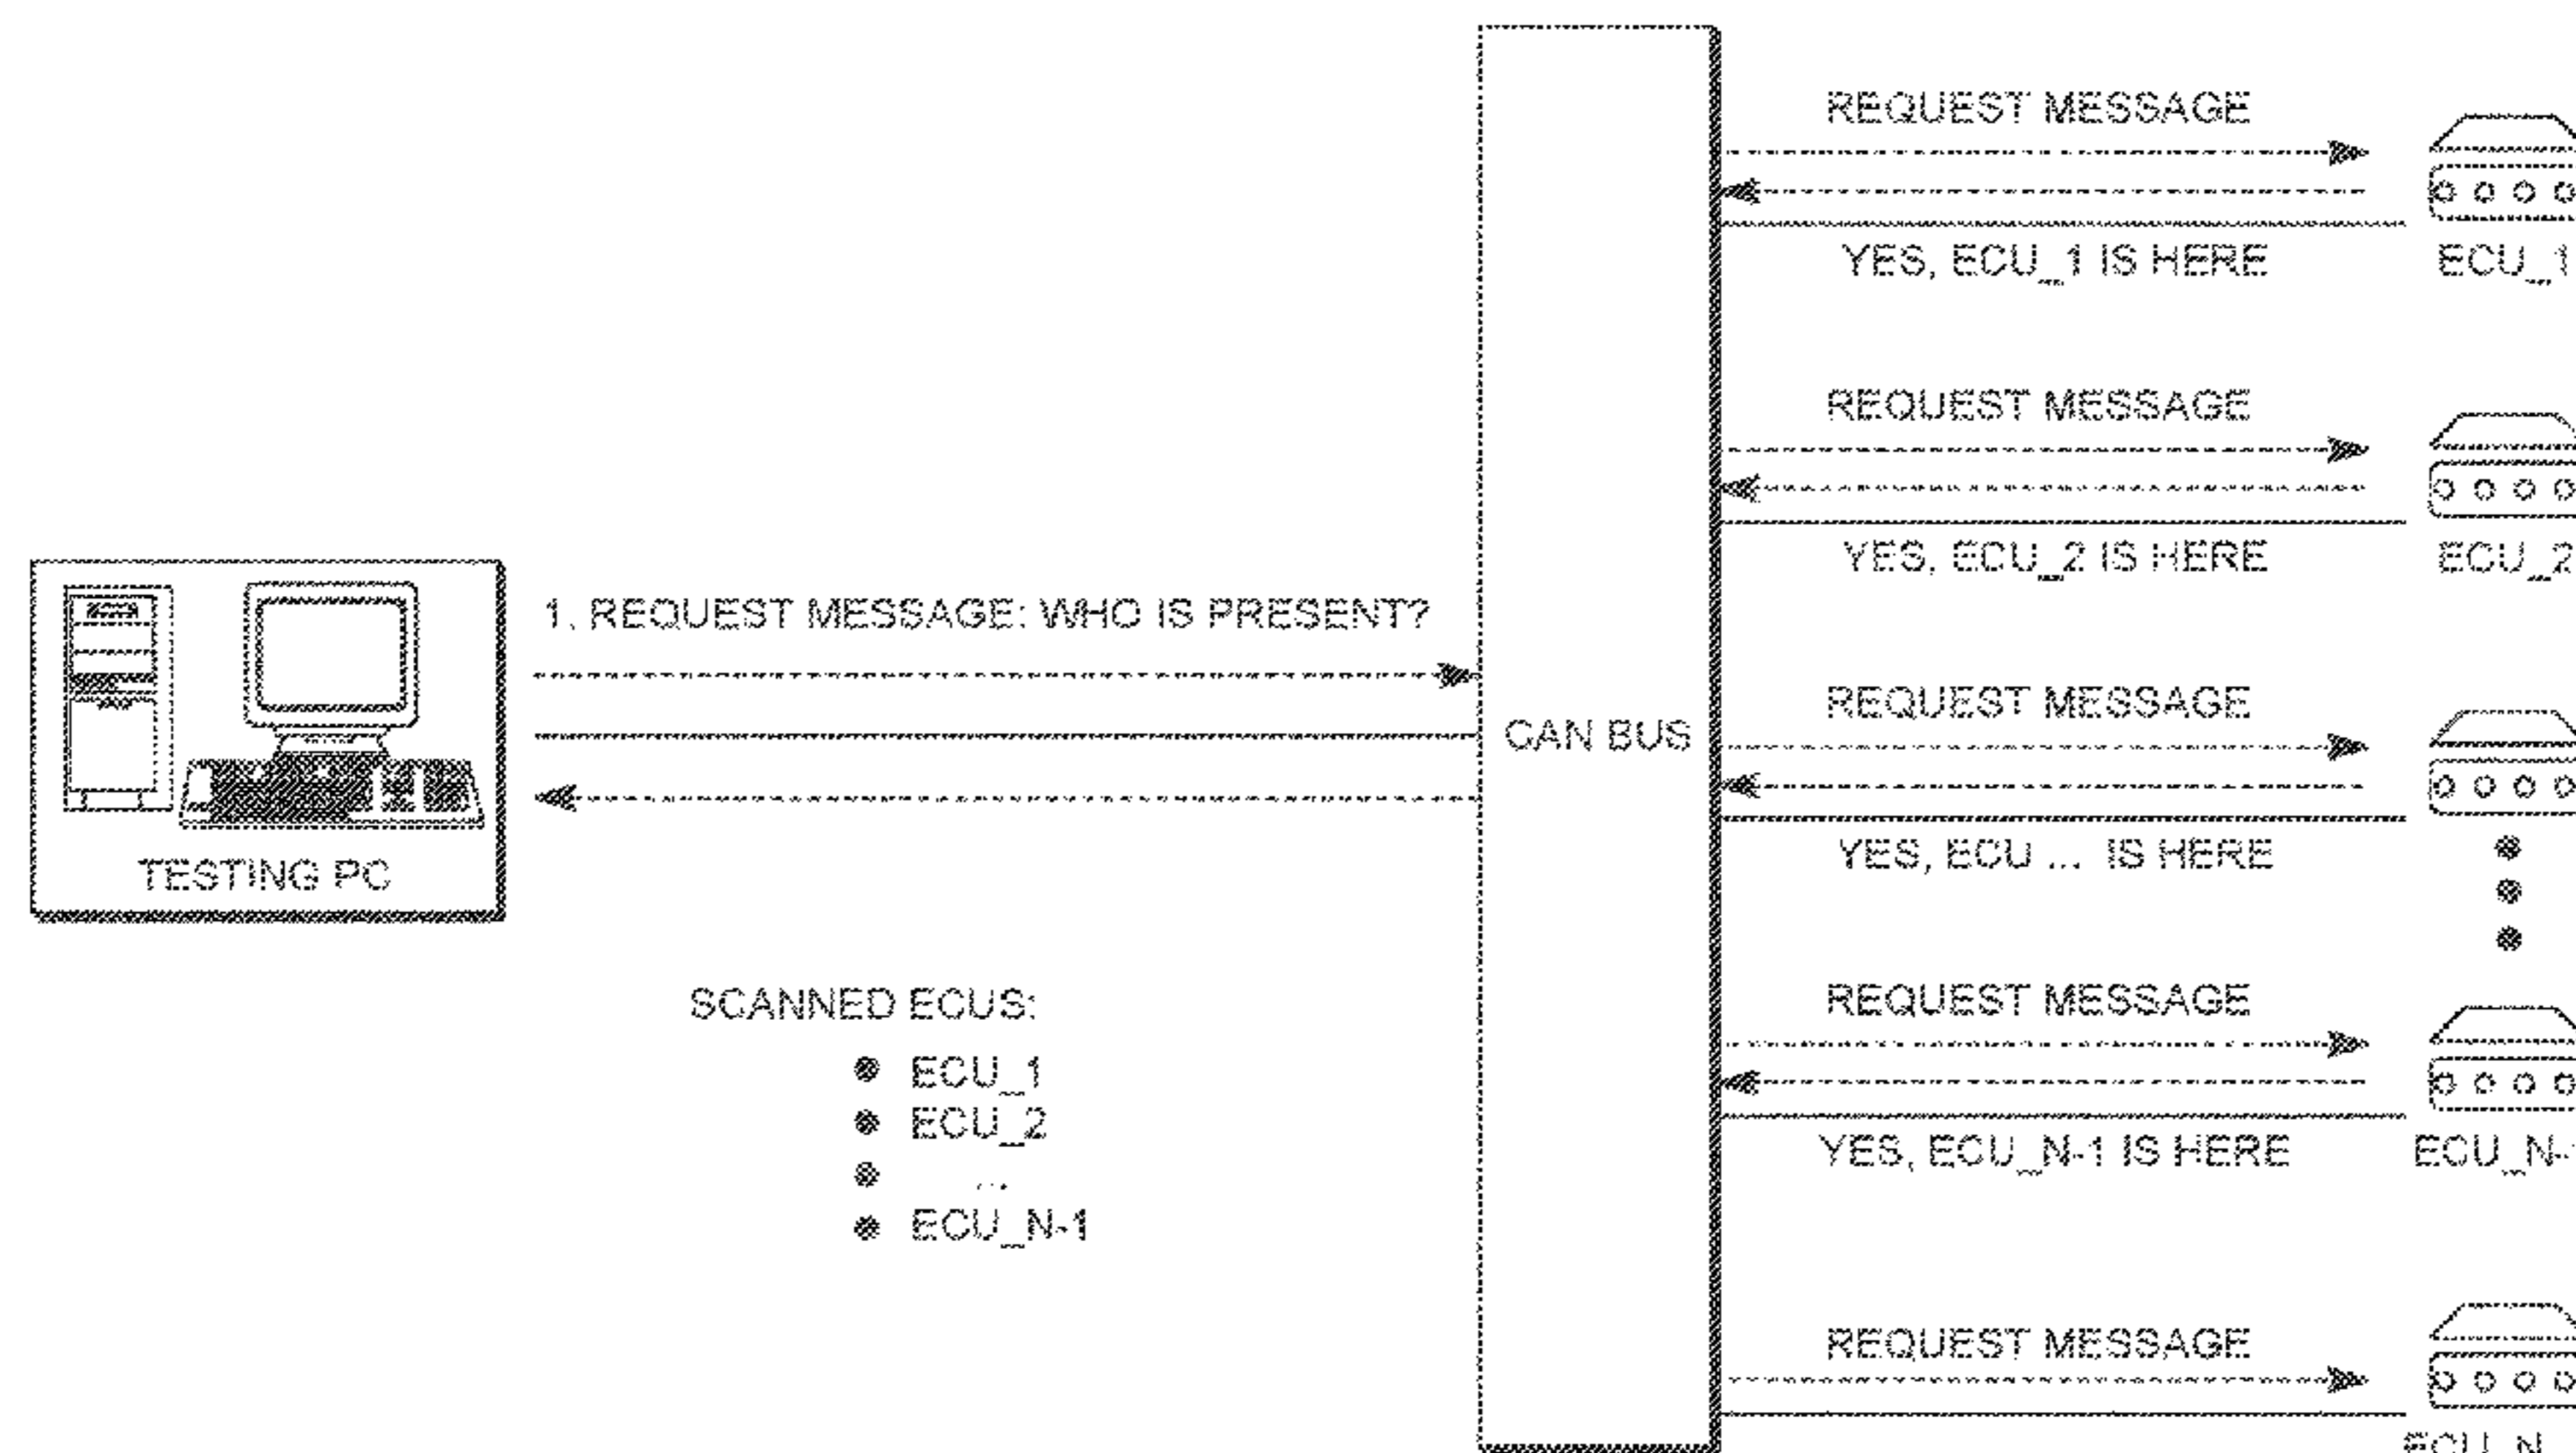 REQUEST MESSAGE
YES, ECU_1 IS HERE
ECU_1
REQUEST MESSAGE
YES, ECU_2 IS HERE
ECU_2
1. REQUEST MESSAGE: WHO IS PRESENT?
CAN BUS
TESTING PC
REQUEST MESSAGE
YES, ECU ... IS HERE
SCANNED ECUS:
ECU_1
ECU_2
...
ECU_N-1
REQUEST MESSAGE
YES, ECU_N-1 IS HERE
ECU_N-1
REQUEST MESSAGE
ECU_N